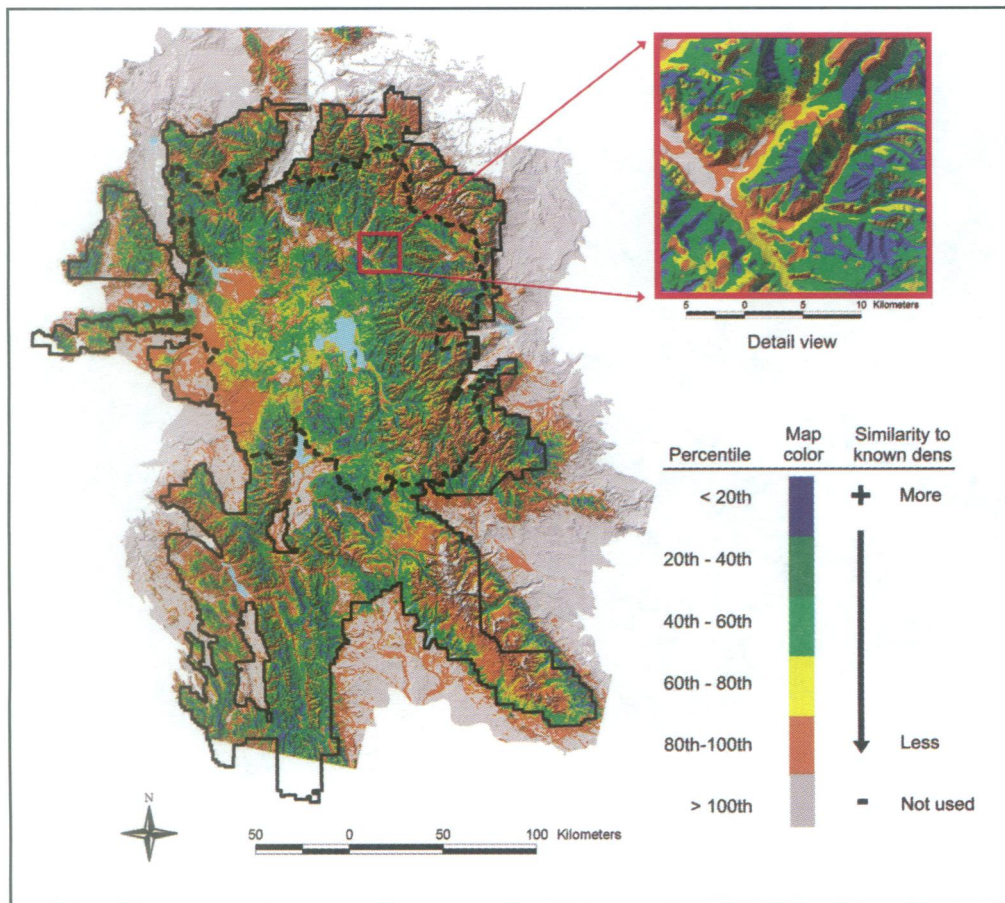 5 0 5 10 Kilometers
Detail view
Percentile Map color Similarity to known dens
< 20th + More
20th - 40th
40th - 60th
60th - 80th
80th-100th Less
> 100th - Not used
N
50 0 50 100 Kilometers